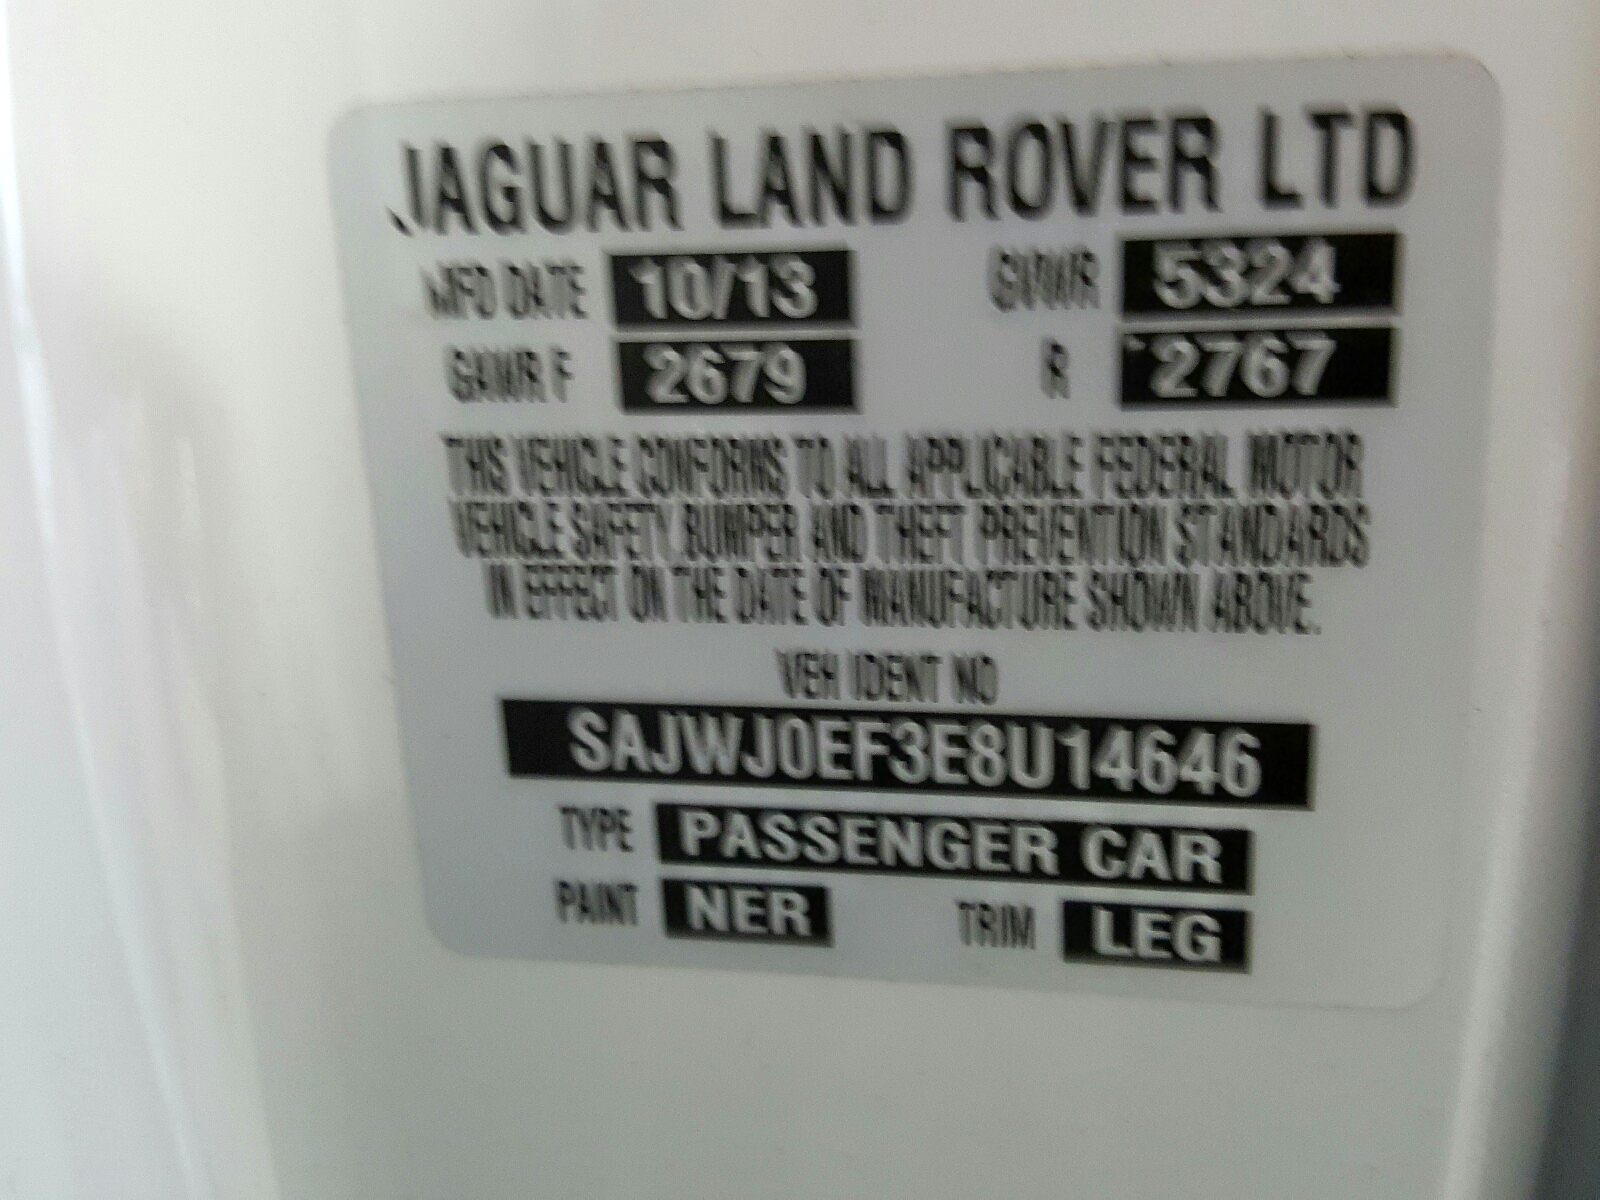 JAGUAR LAND ROVER LTD
MFD DATE 10/13 GVWR 5324
GAWR F 2679 R 2767
THIS VEHICLE CONFORMS TO ALL APPLICABLE FEDERAL MOTOR
VEHICLE SAFETY, BUMPER AND THEFT PREVENTION STANDARDS
IN EFFECT ON THE DATE OF MANUFACTURE SHOWN ABOVE.
VEH IDENT NO
SAJWJ0EF3E8U14646
TYPE PASSENGER CAR
PAINT NER TRIM LEG